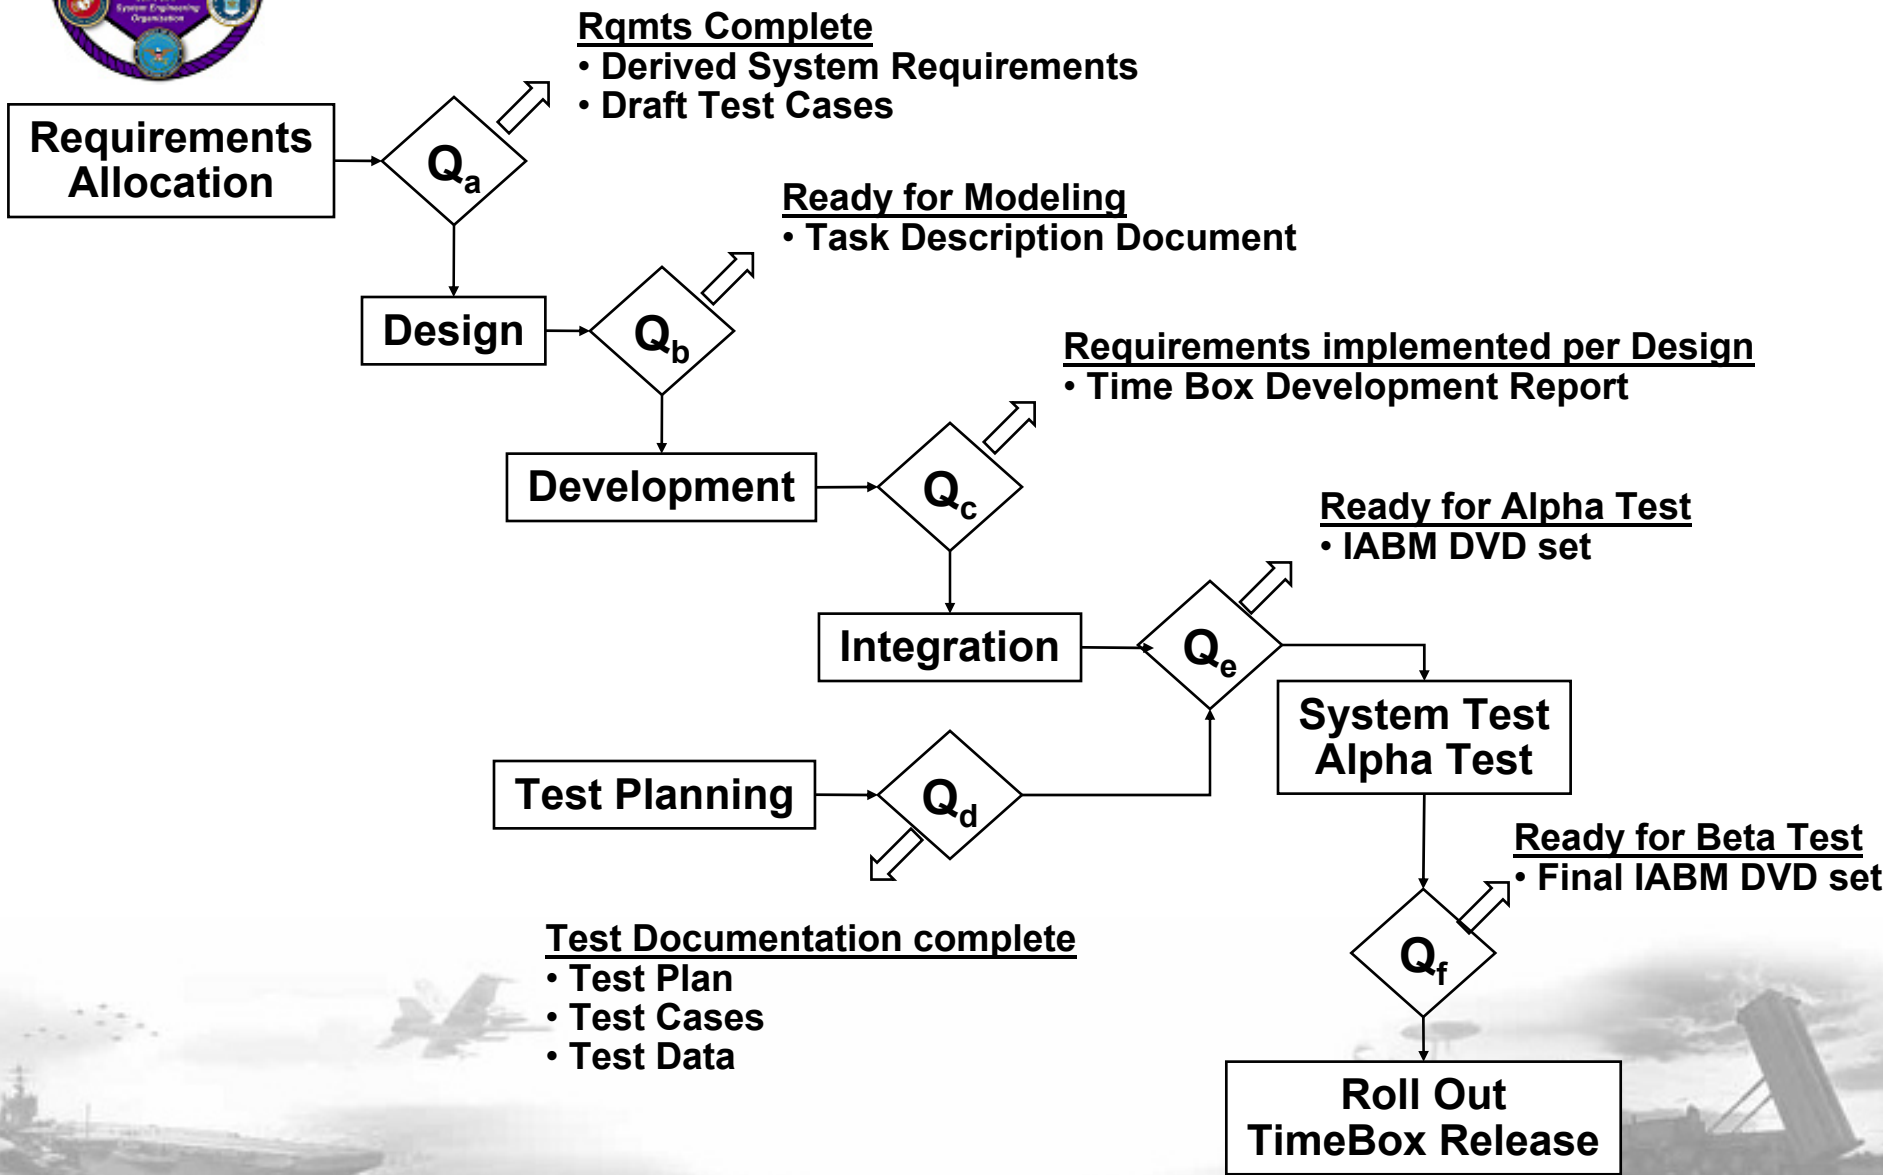 System Engineering
Organization
Rqmts Complete
• Derived System Requirements
• Draft Test Cases
Requirements
Allocation
Qa
Ready for Modeling
• Task Description Document
Design
Qb
Requirements implemented per Design
• Time Box Development Report
Development
Qc
Ready for Alpha Test
• IABM DVD set
Integration
Qe
System Test
Alpha Test
Test Planning
Qd
Ready for Beta Test
• Final IABM DVD set
Test Documentation complete
• Test Plan
• Test Cases
• Test Data
Qf
Roll Out
TimeBox Release